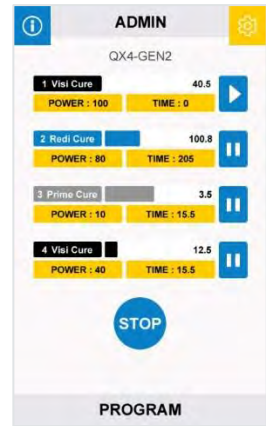 ADMIN
QX4-GEN2
1 Visi Cure 40.5
POWER : 100 TIME : 0
2 Redi Cure 100.8
POWER : 80 TIME : 205
3 Prime Cure 3.5
POWER : 10 TIME : 15.5
4 Visi Cure 12.5
POWER : 40 TIME : 15.5
STOP
PROGRAM